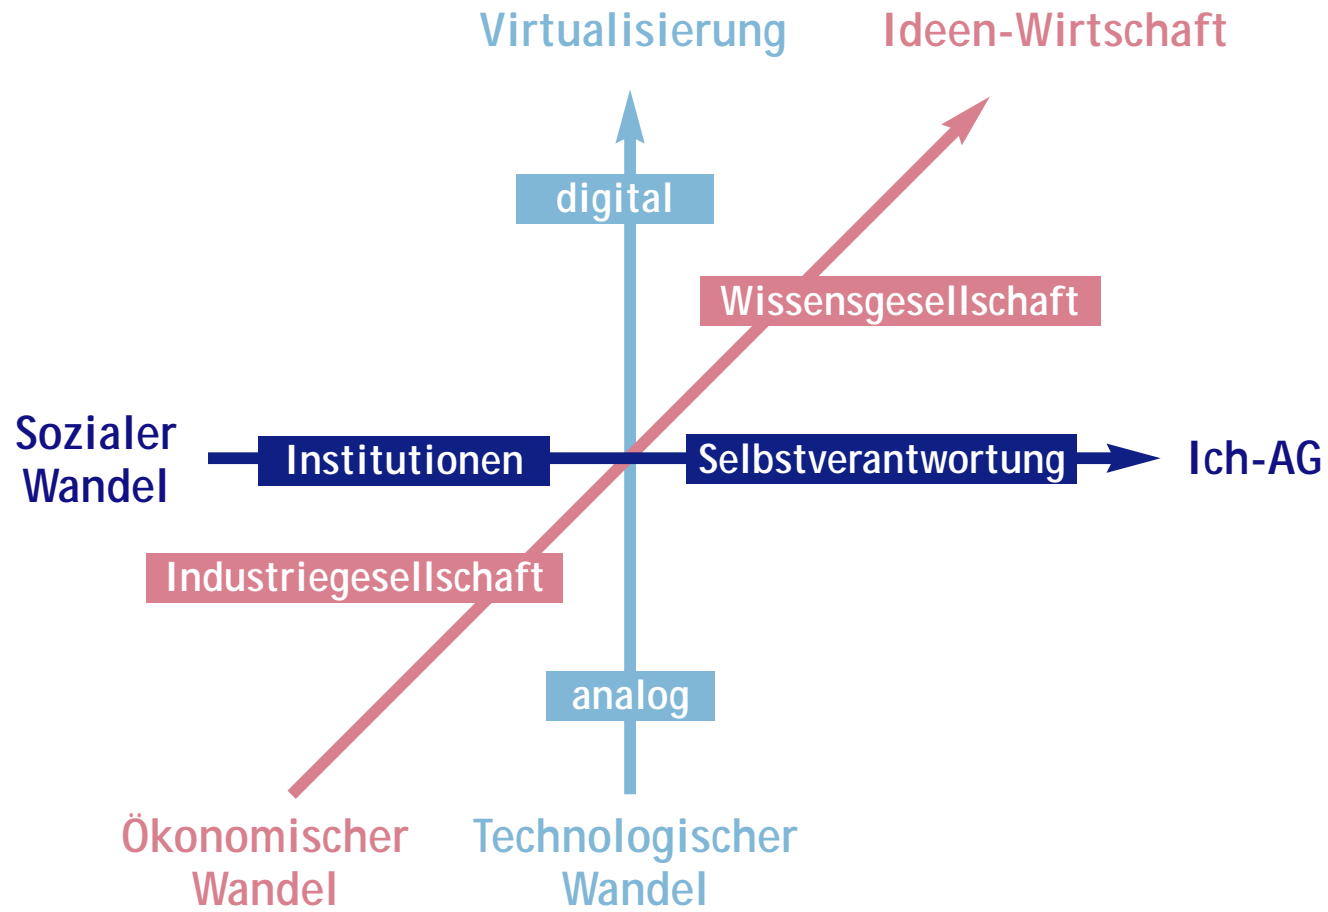 Virtualisierung
Ideen-Wirtschaft
digital
Wissensgesellschaft
Sozialer
Wandel
Institutionen
Selbstverantwortung
Ich-AG
Industriegesellschaft
analog
Ökonomischer
Wandel
Technologischer
Wandel